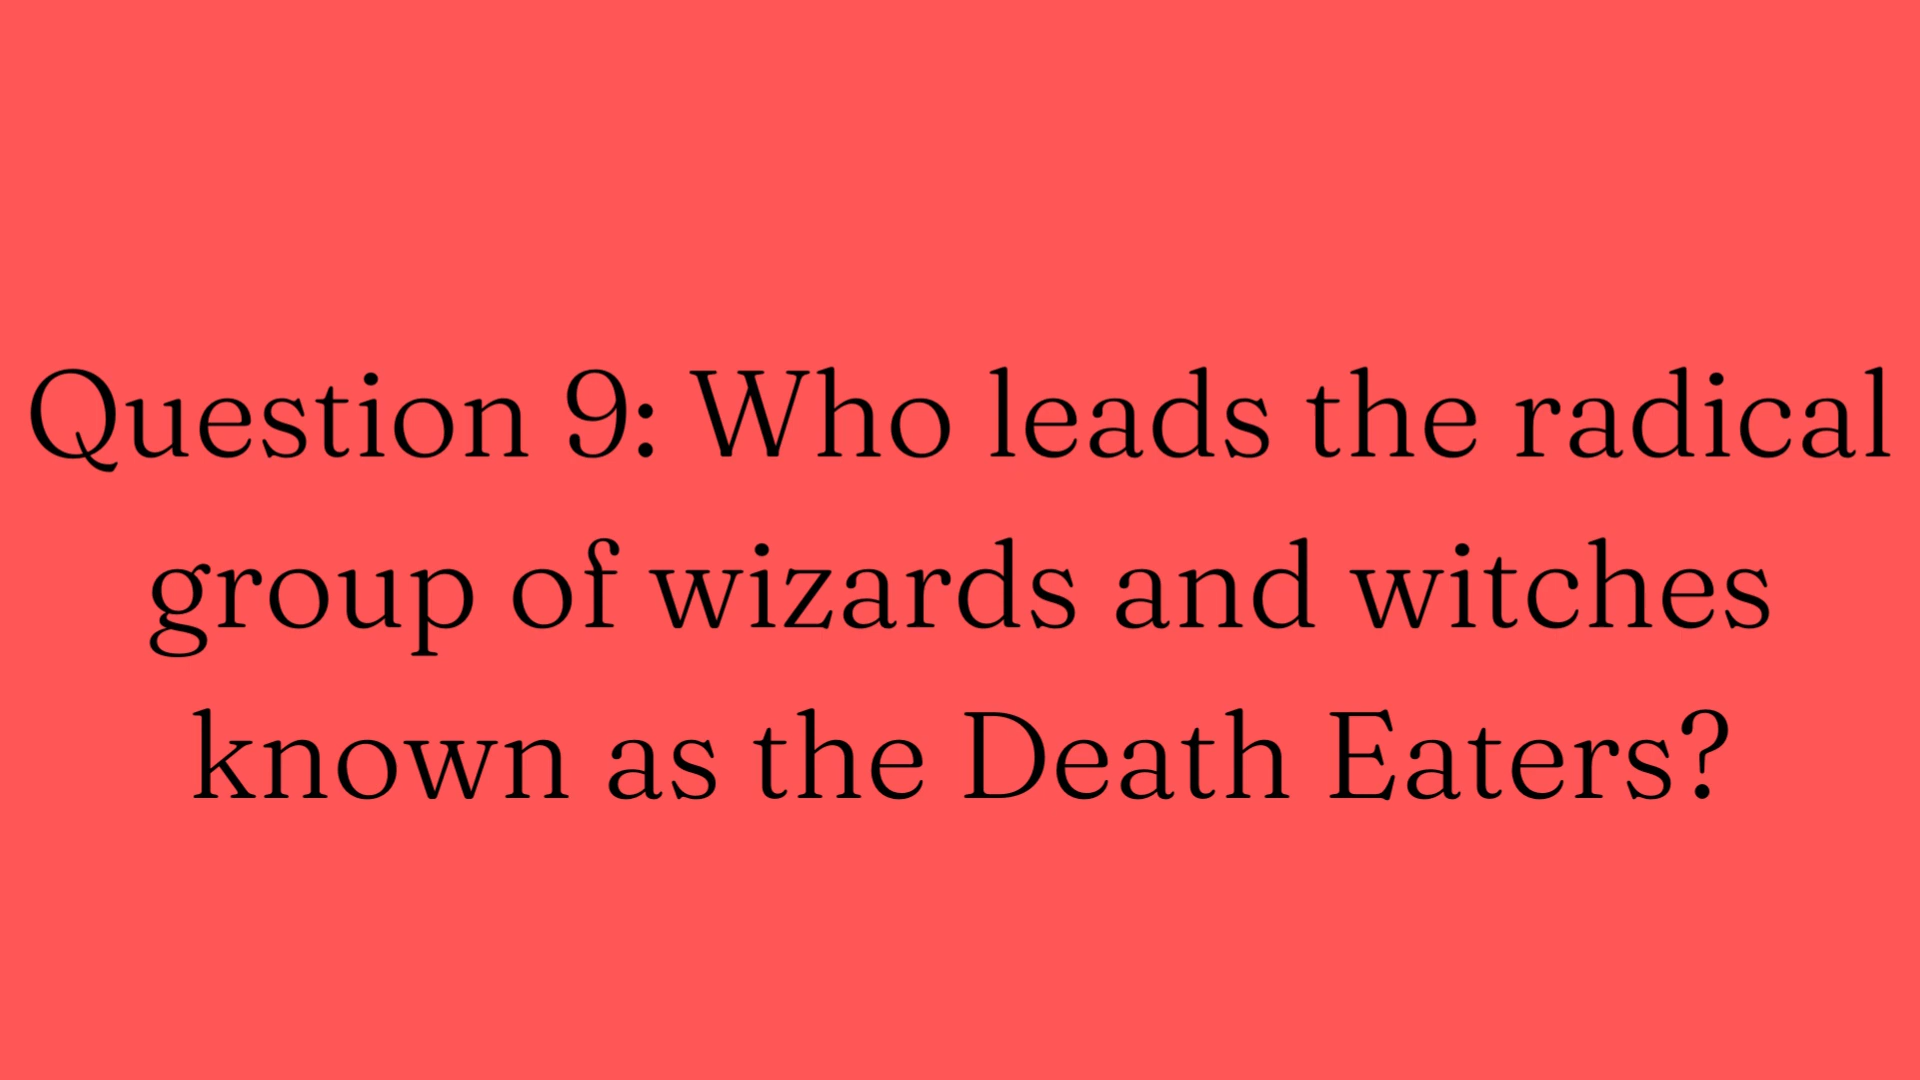 Question 9: Who leads the radical
group of wizards and witches
known as the Death Eaters?